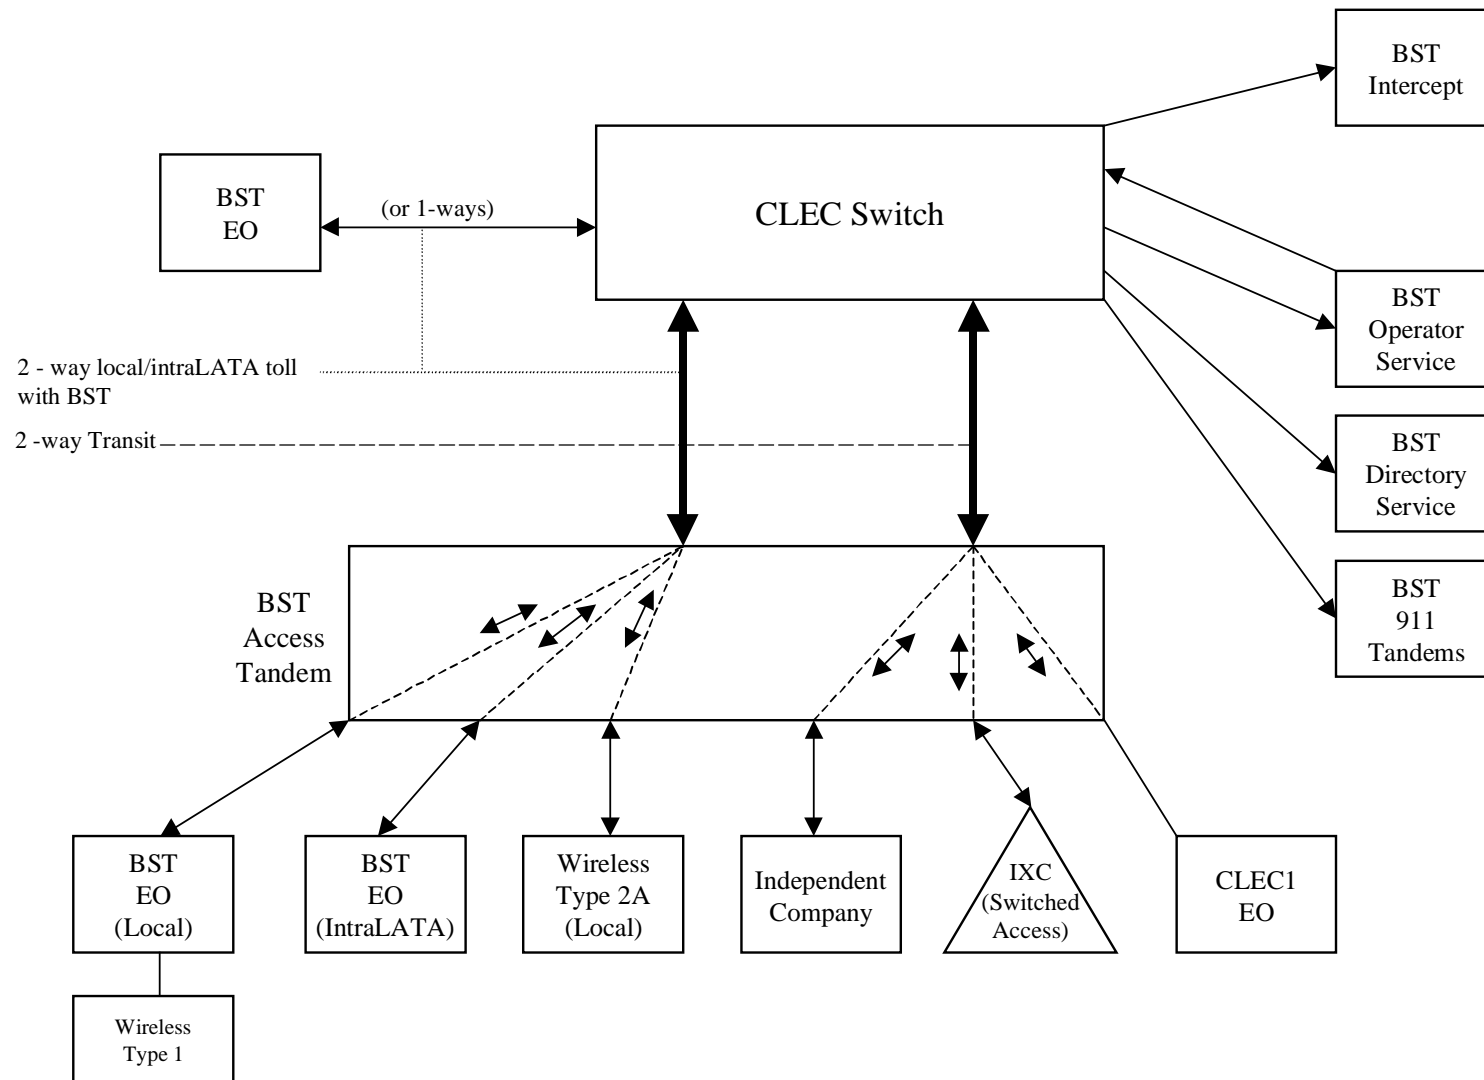 BST
Intercept
BST
EO
(or 1-ways)
CLEC Switch
BST
Operator
Service
2 - way local/intraLATA toll
with BST
2 -way Transit
BST
Directory
Service
BST
911
Tandems
BST
Access
Tandem
BST
EO
(Local)
BST
EO
(IntraLATA)
Wireless
Type 2A
(Local)
Independent
Company
IXC
(Switched
Access)
CLEC1
EO
Wireless
Type 1